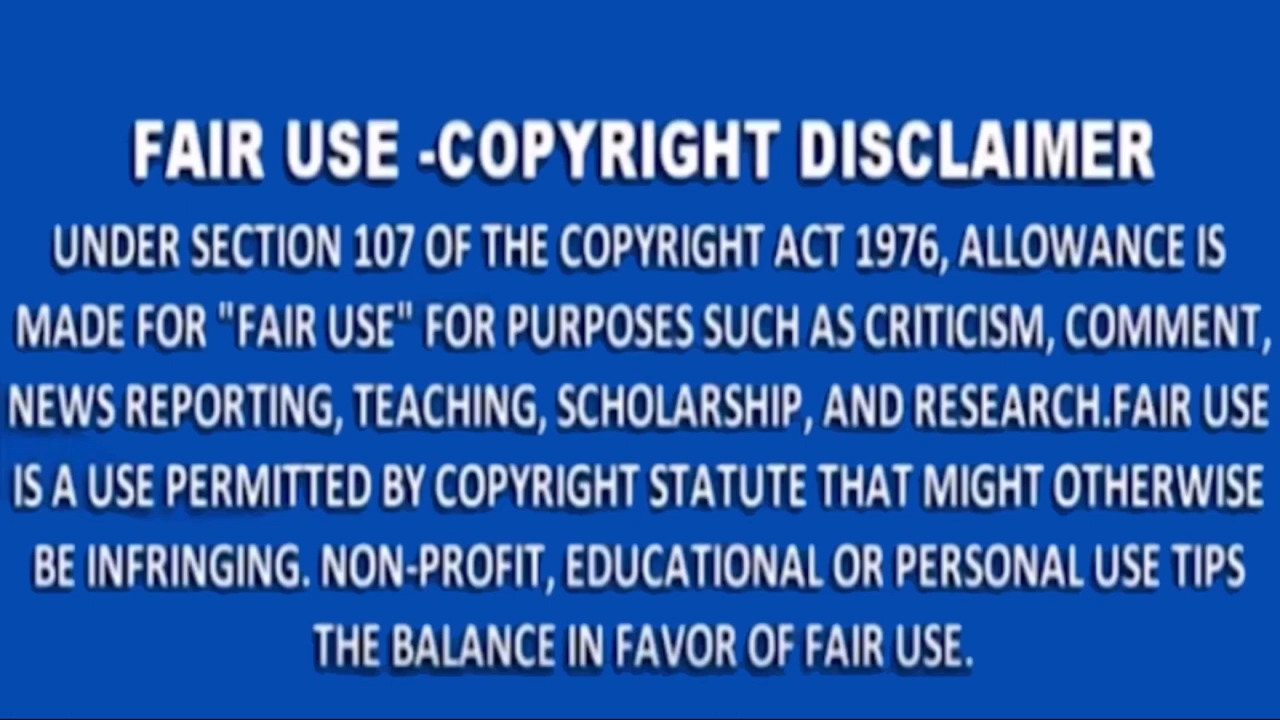 FAIR USE -COPYRIGHT DISCLAIMER
UNDER SECTION 107 OF THE COPYRIGHT ACT 1976, ALLOWANCE IS
MADE FOR "FAIR USE" FOR PURPOSES SUCH AS CRITICISM, COMMENT,
NEWS REPORTING, TEACHING, SCHOLARSHIP, AND RESEARCH.FAIR USE
IS A USE PERMITTED BY COPYRIGHT STATUTE THAT MIGHT OTHERWISE
BE INFRINGING. NON-PROFIT, EDUCATIONAL OR PERSONAL USE TIPS
THE BALANCE IN FAVOR OF FAIR USE.